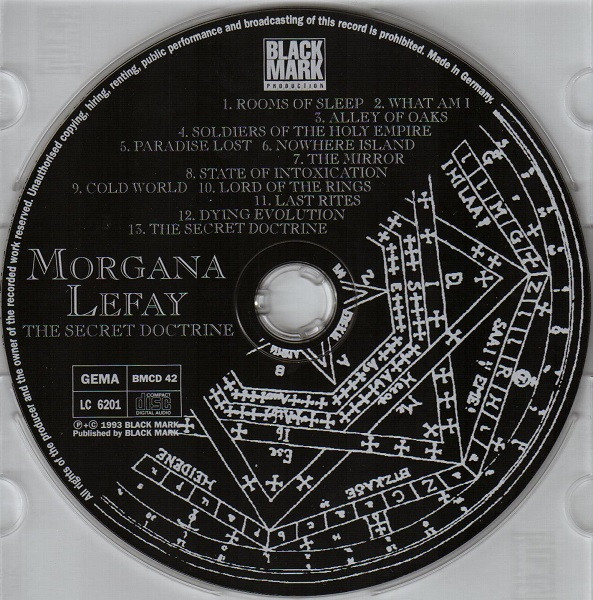 All rights of the producer and the owner of the recorded work reserved. Unauthorised copying, hiring, renting, public performance and broadcasting of this record is prohibited. Made in Germany.
BLACK
MARK
PRODUCTION
1. ROOMS OF SLEEP 2. WHAT AM I
3. ALLEY OF OAKS
4. SOLDIERS OF THE HOLY EMPIRE
5. PARADISE LOST 6. NOWHERE ISLAND
7. THE MIRROR
8. STATE OF INTOXICATION
9. COLD WORLD 10. LORD OF THE RINGS
11. LAST RITES
12. DYING EVOLUTION
13. THE SECRET DOCTRINE
MORGANA
LEFAY
THE SECRET DOCTRINE
GEMA
BMCD 42
LC 6201
COMPACT
disc
DIGITAL AUDIO
℗+© 1993 BLACK MARK
Published by BLACK MARK
HEIDENE
BTZKASE